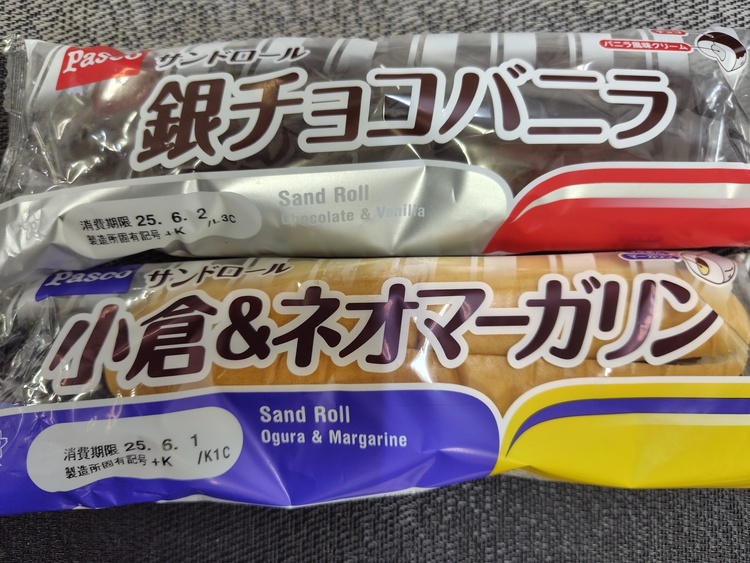 Pasco
サンドロール
バニラ風味クリーム
銀チョコバニラ
Sand Roll
Chocolate & Vanilla
消費期限 25. 6. 2
製造所固有記号 +K /L3C
Pasco
サンドロール
小倉&ネオマーガリン
Sand Roll
Ogura & Margarine
消費期限 25. 6. 1
製造所固有記号 +K /K1C